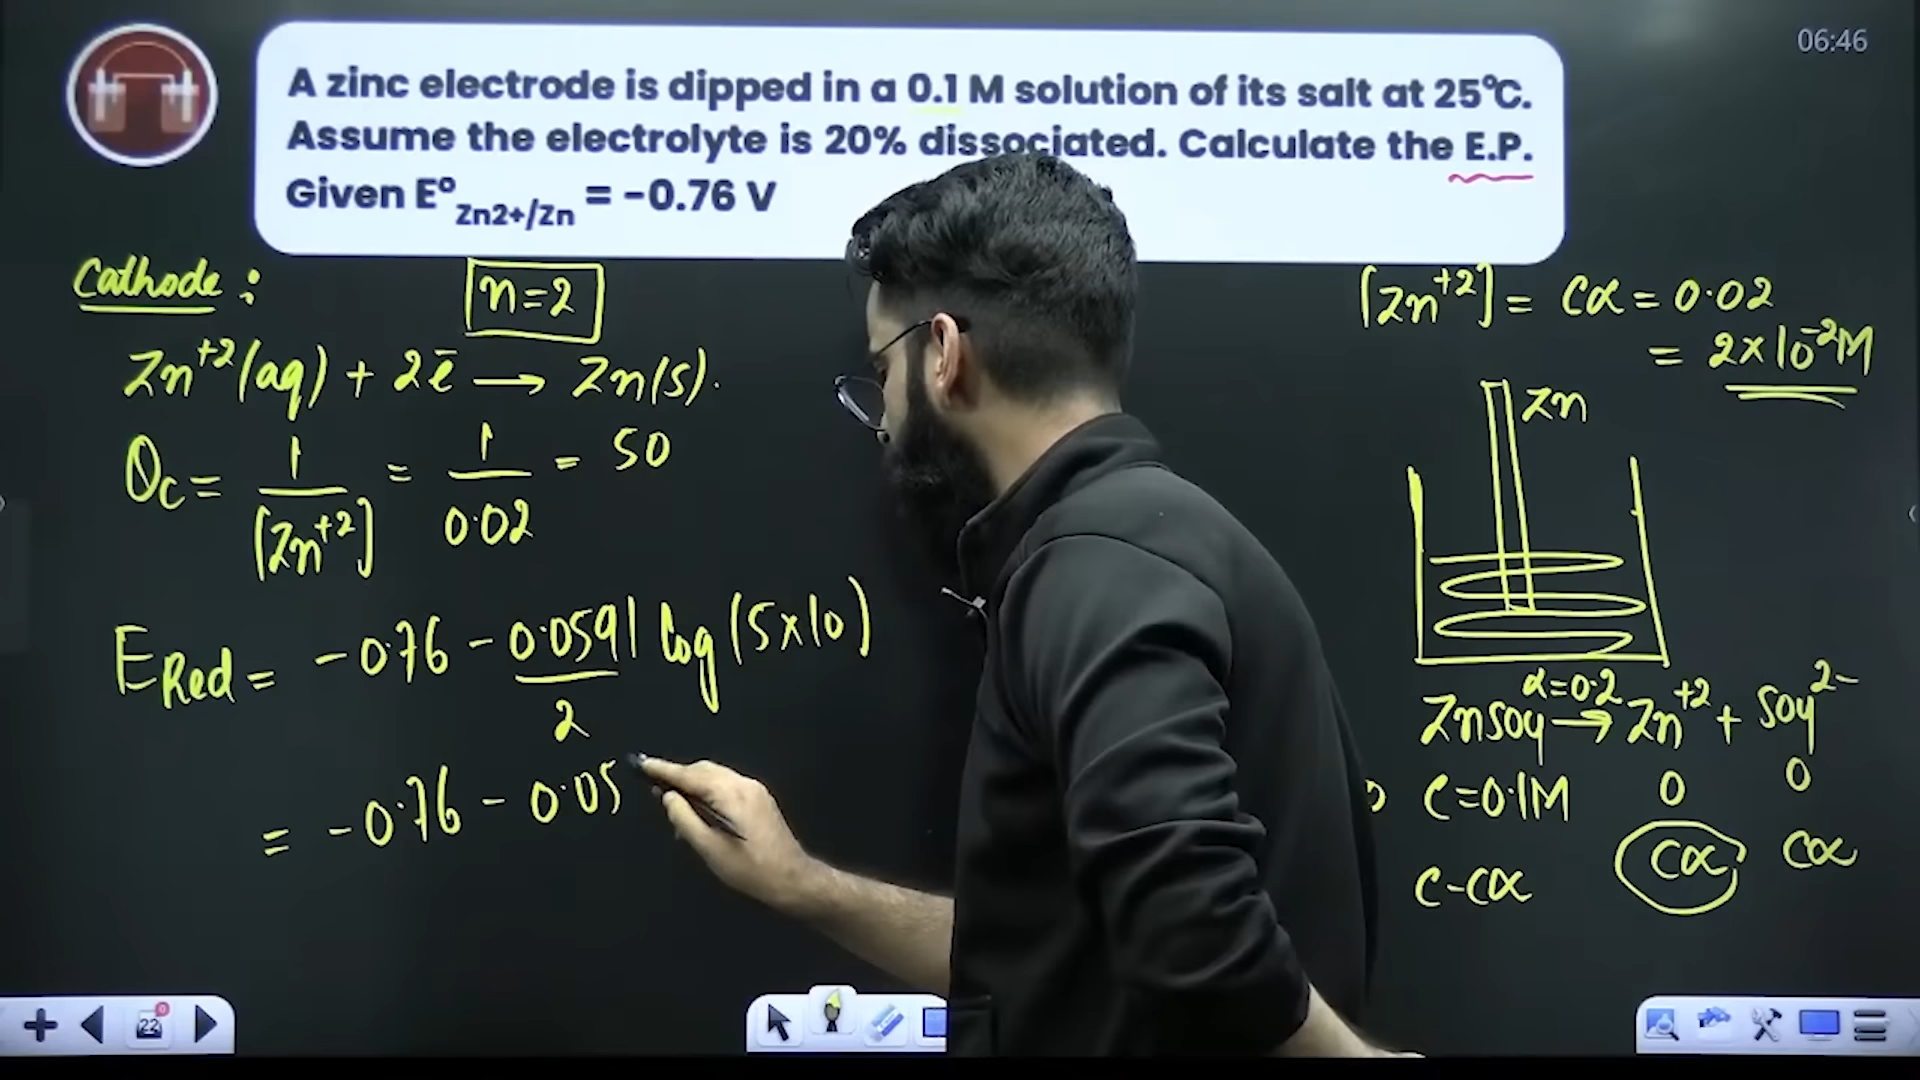 06:46
A zinc electrode is dipped in a 0.1 M solution of its salt at 25°C.
Assume the electrolyte is 20% dissociated. Calculate the E.P.
Given E°Zn2+/Zn = −0.76 V
Cathode :
n=2
Zn+2(aq) + 2ē → Zn(s).
Qc = 1/[Zn+2] = 1/0.02 = 50
ERed = -0.76 - 0.0591/2 log(5×10)
= -0.76 - 0.05
[Zn+2] = Cα = 0.02
= 2×10-2M
Zn
α=0.2
ZnSO4 → Zn+2 + SO42-
C=0.1M 0 0
C-Cα Cα Cα
22
0